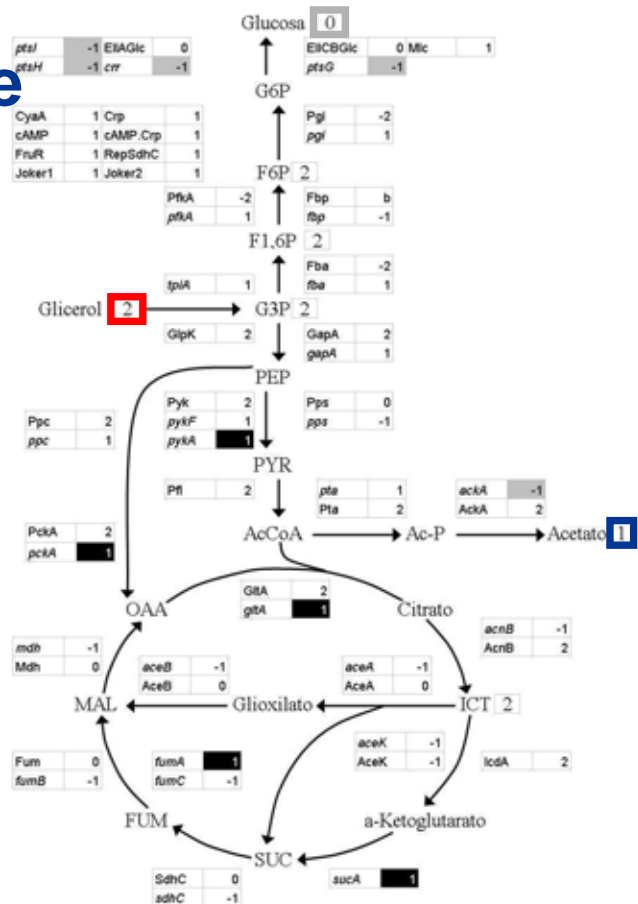 Glucosa 0
ptsI -1 EIIAGlc 0
ptsH -1 crr -1
EIICBGlc 0 Mlc 1
ptsG -1
e
G6P
CyaA 1 Crp 1
cAMP 1 cAMP.Crp 1
FruR 1 RepSdhC 1
Joker1 1 Joker2 1
Pgi -2
pgi 1
F6P 2
PfkA -2
pfkA 1
Fbp b
fbp -1
F1,6P 2
Fba -2
fba 1
tpiA 1
Glicerol 2
G3P 2
GlpK 2
GapA 2
gapA 1
PEP
Pyk 2
pykF 1
pykA 1
Pps 0
pps -1
Ppc 2
ppc 1
PYR
Pfl 2
pta 1
Pta 2
ackA -1
AckA 2
PckA 2
pckA 1
AcCoA
Ac-P
Acetato 1
GltA 2
gltA 1
OAA
Citrato
acnB -1
AcnB 2
mdh -1
Mdh 0
aceB -1
AceB 0
aceA -1
AceA 0
MAL
Glioxilato
ICT 2
aceK -1
AceK -1
IcdA 2
Fum 0
fumB -1
fumA 1
fumC -1
FUM
a-Ketoglutarato
SUC
SdhC 0
sdhC -1
sucA 1